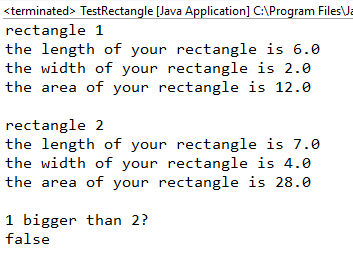 <terminated> TestRectangle [Java Application] C:\Program Files\Ja
rectangle 1
the length of your rectangle is 6.0
the width of your rectangle is 2.0
the area of your rectangle is 12.0
rectangle 2
the length of your rectangle is 7.0
the width of your rectangle is 4.0
the area of your rectangle is 28.0
1 bigger than 2?
false